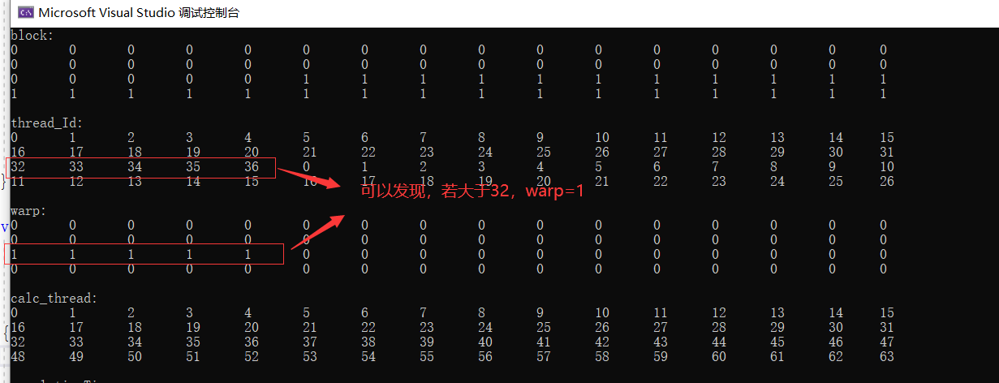 Microsoft Visual Studio 调试控制台
block:
0 0 0 0 0 0 0 0 0 0 0 0 0 0 0 0
0 0 0 0 0 0 0 0 0 0 0 0 0 0 0 0
0 0 0 0 0 1 1 1 1 1 1 1 1 1 1 1
1 1 1 1 1 1 1 1 1 1 1 1 1 1 1 1
thread_Id:
0 1 2 3 4 5 6 7 8 9 10 11 12 13 14 15
16 17 18 19 20 21 22 23 24 25 26 27 28 29 30 31
32 33 34 35 36 0 1 2 3 4 5 6 7 8 9 10
11 12 13 14 15 16 17 18 19 20 21 22 23 24 25 26
可以发现，若大于32，warp=1
warp:
0 0 0 0 0 0 0 0 0 0 0 0 0 0 0 0
0 0 0 0 0 0 0 0 0 0 0 0 0 0 0 0
1 1 1 1 1 0 0 0 0 0 0 0 0 0 0 0
0 0 0 0 0 0 0 0 0 0 0 0 0 0 0 0
calc_thread:
0 1 2 3 4 5 6 7 8 9 10 11 12 13 14 15
16 17 18 19 20 21 22 23 24 25 26 27 28 29 30 31
32 33 34 35 36 37 38 39 40 41 42 43 44 45 46 47
48 49 50 51 52 53 54 55 56 57 58 59 60 61 62 63